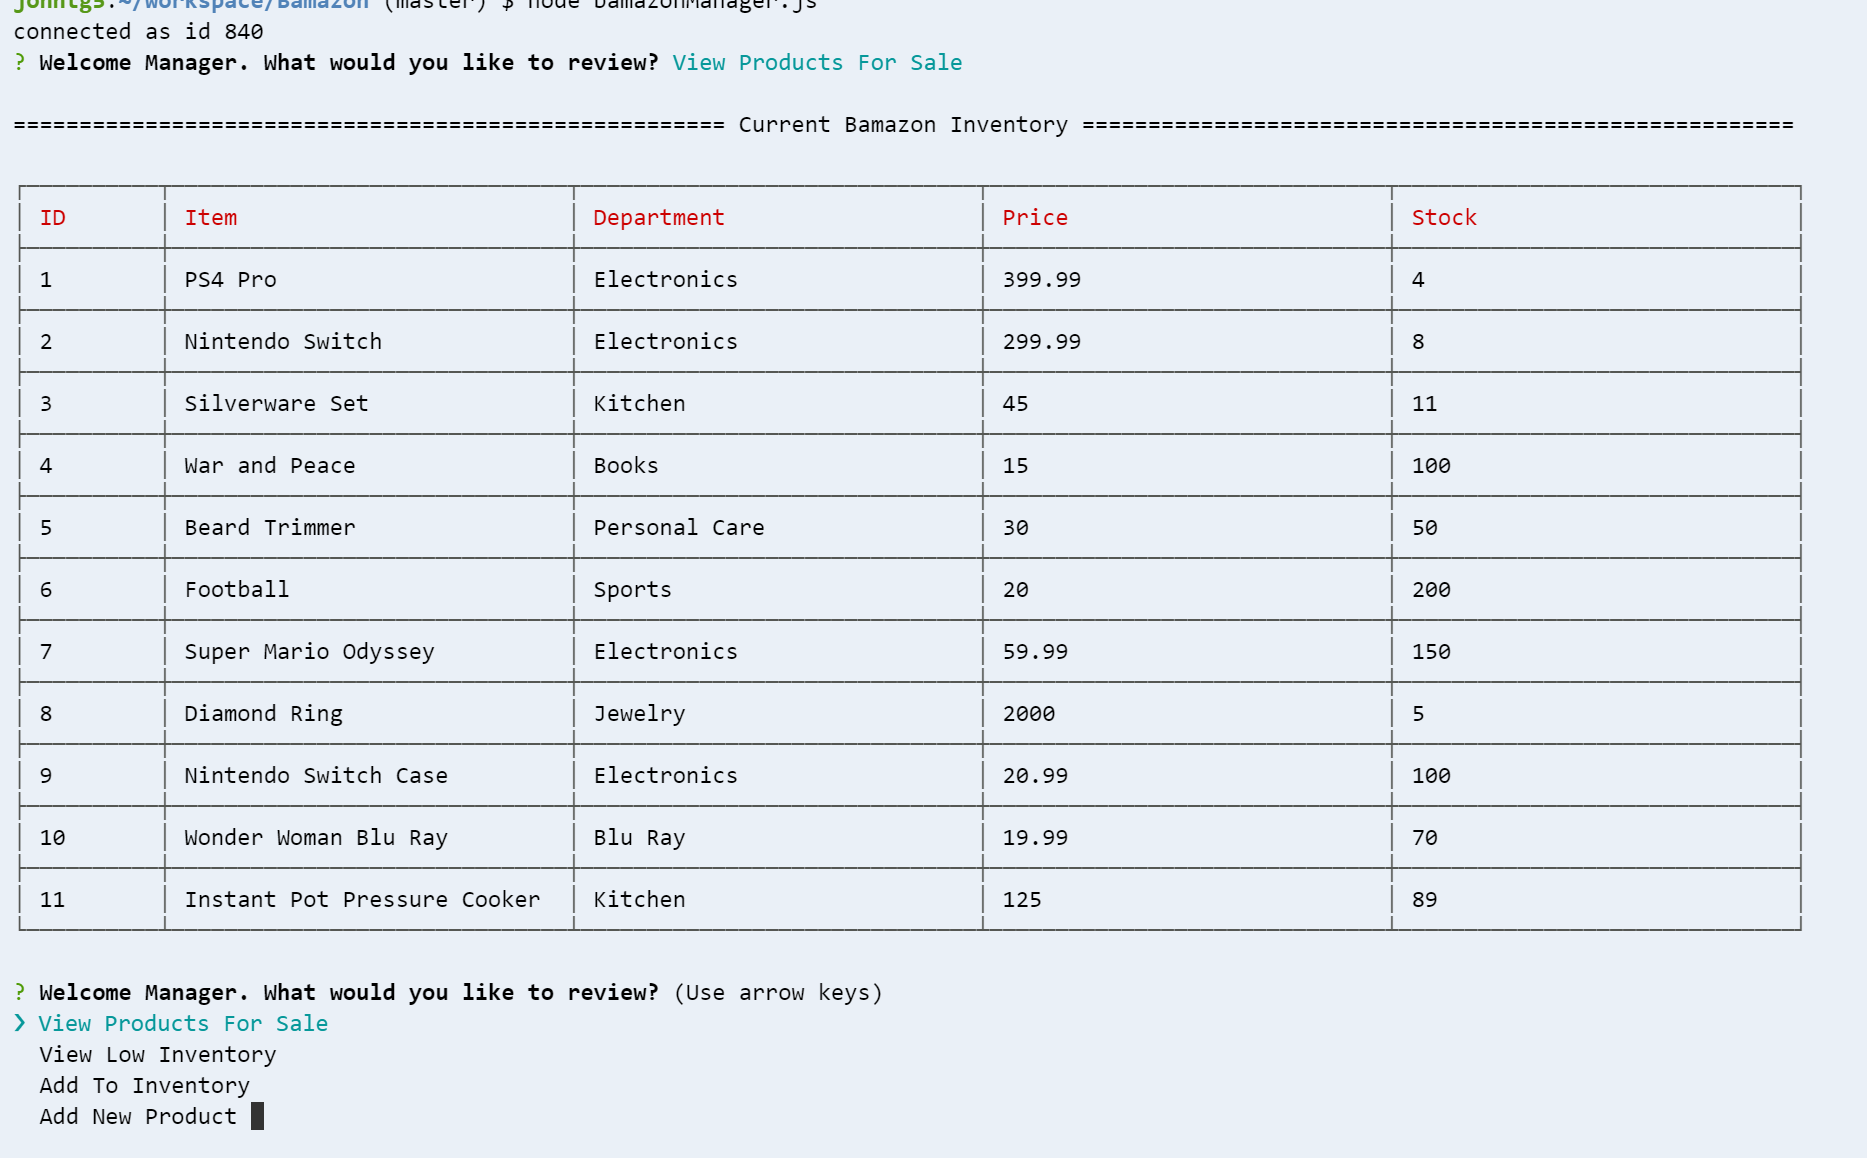 johntg3:~/workspace/Bamazon (master) $ node bamazonManager.js
connected as id 840
? Welcome Manager. What would you like to review? View Products For Sale
====================================================== Current Bamazon Inventory ======================================================
ID Item Department Price Stock
1 PS4 Pro Electronics 399.99 4
2 Nintendo Switch Electronics 299.99 8
3 Silverware Set Kitchen 45 11
4 War and Peace Books 15 100
5 Beard Trimmer Personal Care 30 50
6 Football Sports 20 200
7 Super Mario Odyssey Electronics 59.99 150
8 Diamond Ring Jewelry 2000 5
9 Nintendo Switch Case Electronics 20.99 100
10 Wonder Woman Blu Ray Blu Ray 19.99 70
11 Instant Pot Pressure Cooker Kitchen 125 89
? Welcome Manager. What would you like to review? (Use arrow keys)
❯ View Products For Sale
View Low Inventory
Add To Inventory
Add New Product